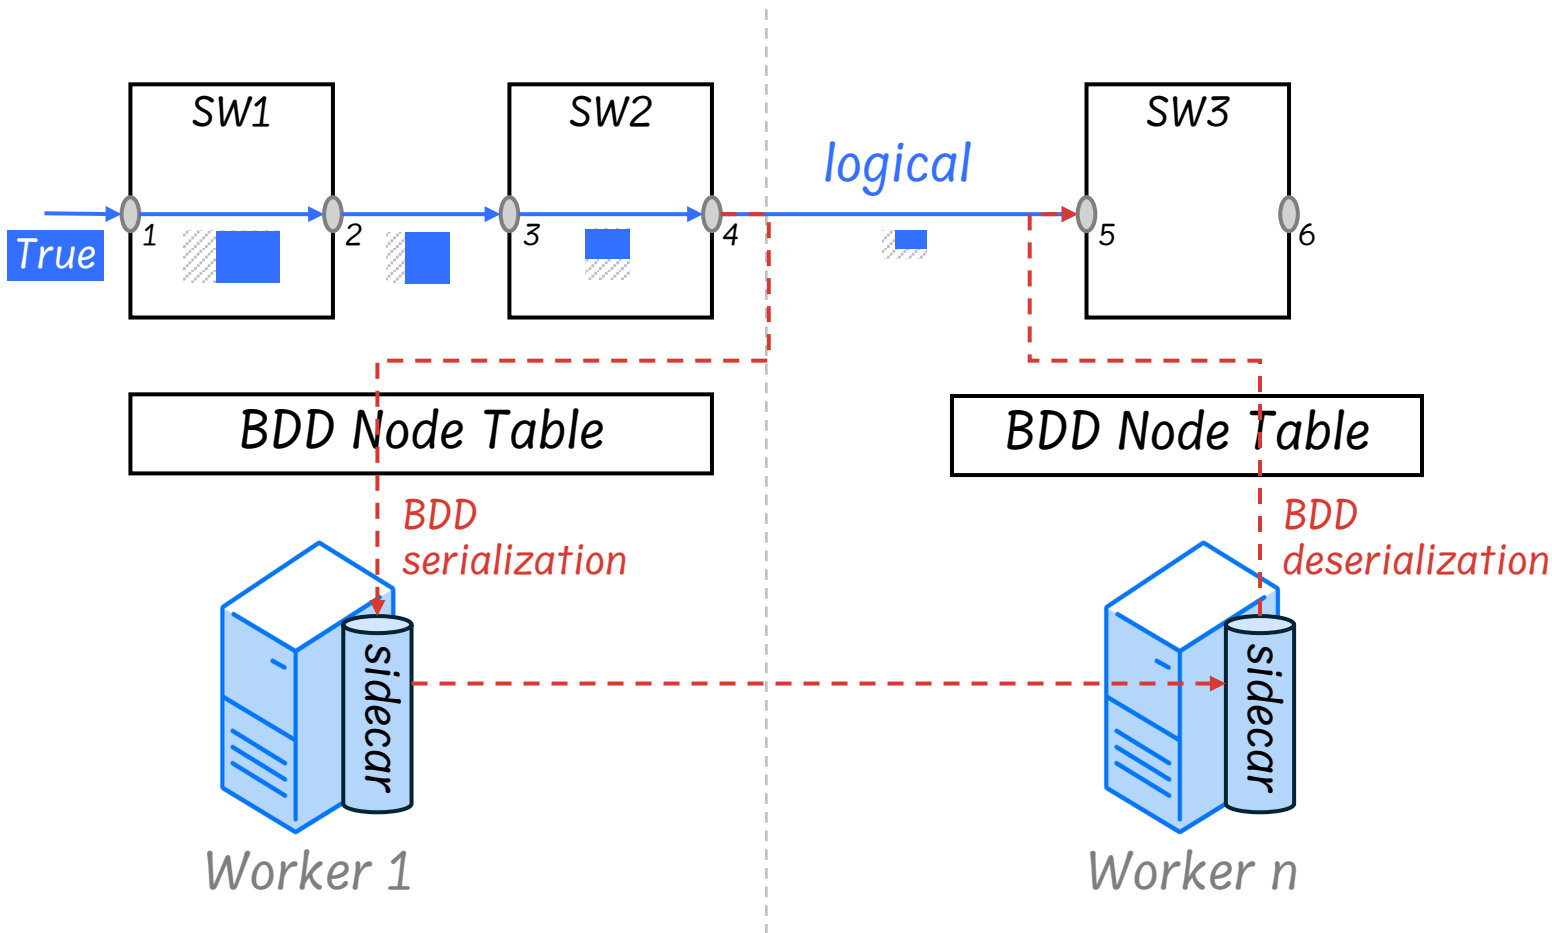 SW1
SW2
SW3
logical
True
1
2
3
4
5
6
BDD Node Table
BDD Node Table
BDD
serialization
BDD
deserialization
sidecar
sidecar
Worker 1
Worker n